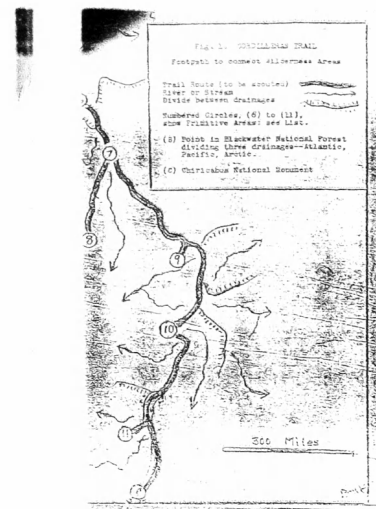 FIG. 1. CORDILLERAS TRAIL
Footpath to connect Wilderness Areas
Trail Route (to be scouted)
River or Stream
Divide between drainages
Numbered Circles, (6) to (11),
show Primitive Areas: see List.
(B) Point in Blackwater National Forest
dividing three drainages--Atlantic,
Pacific, Arctic.
(C) Chiricahua National Monument
7
8
9
10
11
300 Miles